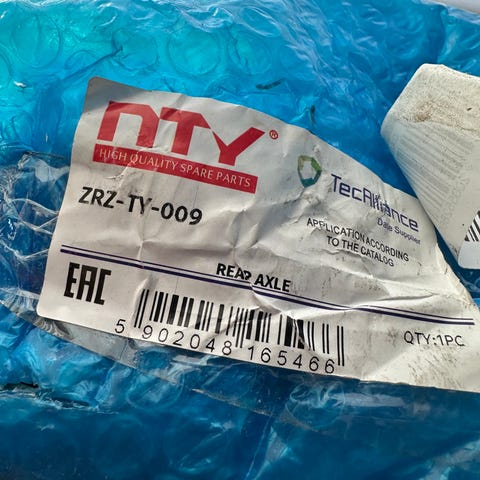 NTY®
HIGH QUALITY SPARE PARTS
TecAlliance
Data Supplier
ZRZ-TY-009
APPLICATION ACCORDING
TO THE CATALOG
REAR AXLE
EAC
QTY:1PC
5 902048 165466